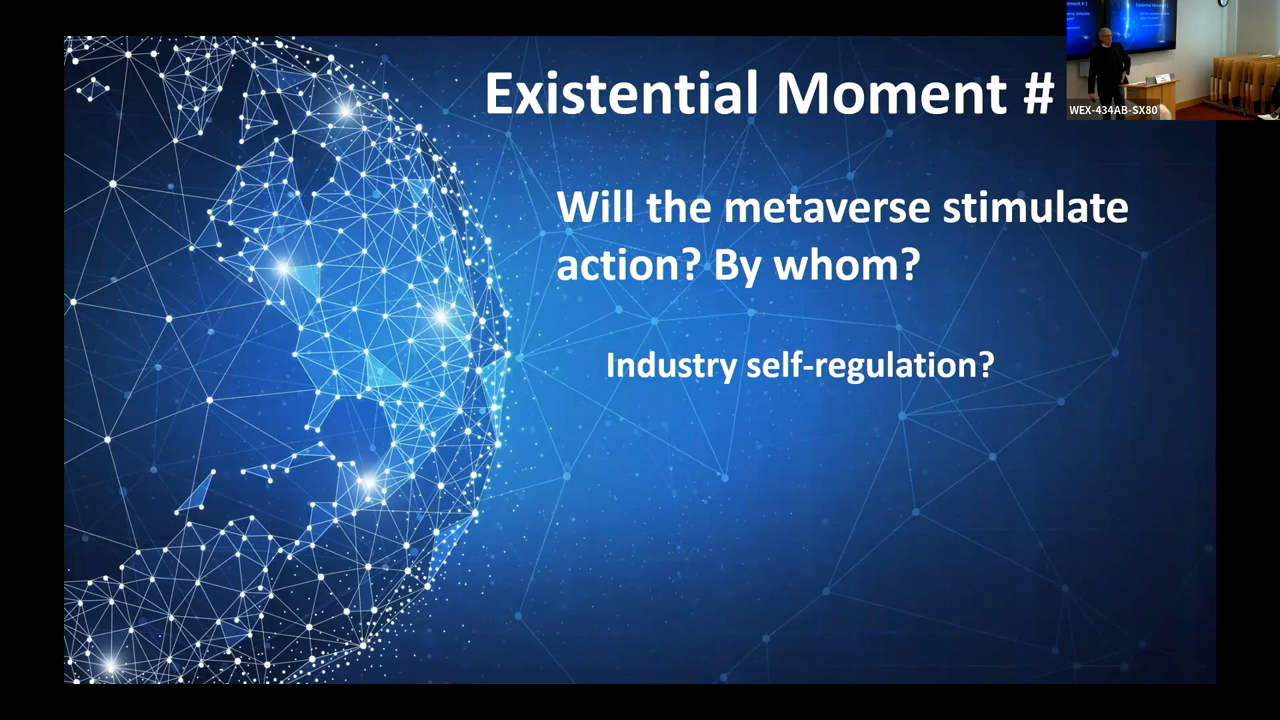 Existential Moment #
Will the metaverse stimulate
action? By whom?
Industry self-regulation?
WEX-434AB-SX80